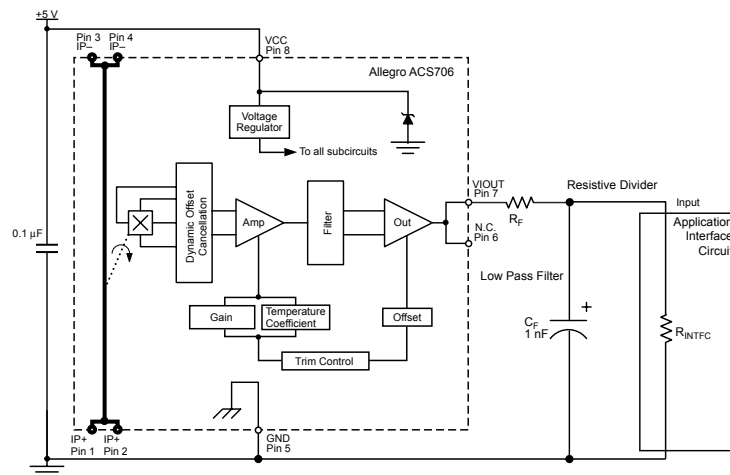 +5 V
Pin 3 Pin 4
IP– IP–
VCC
Pin 8
Allegro ACS706
Voltage
Regulator
To all subcircuits
Dynamic Offset
Cancellation
Amp
Filter
Out
VIOUT
Pin 7
N.C.
Pin 6
RF
Resistive Divider
Input
Application
Interface
Circuit
0.1 µF
Low Pass Filter
Gain
Temperature
Coefficient
Offset
Trim Control
+
CF
1 nF
RINTFC
IP+ IP+
Pin 1 Pin 2
GND
Pin 5